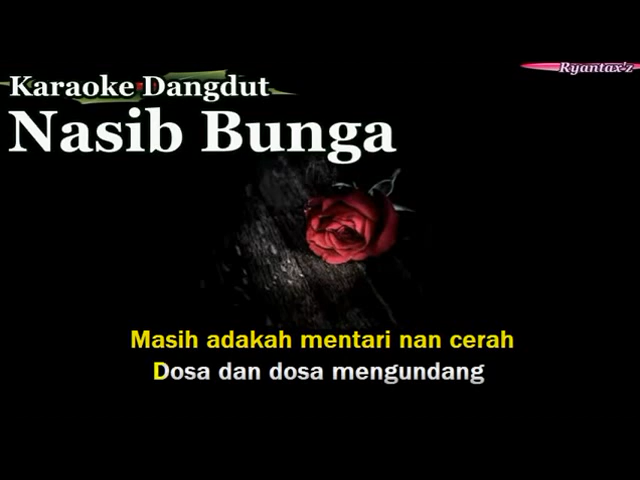 Ryantax'z
Karaoke Dangdut
Nasib Bunga
Masih adakah mentari nan cerah
Dosa dan dosa mengundang